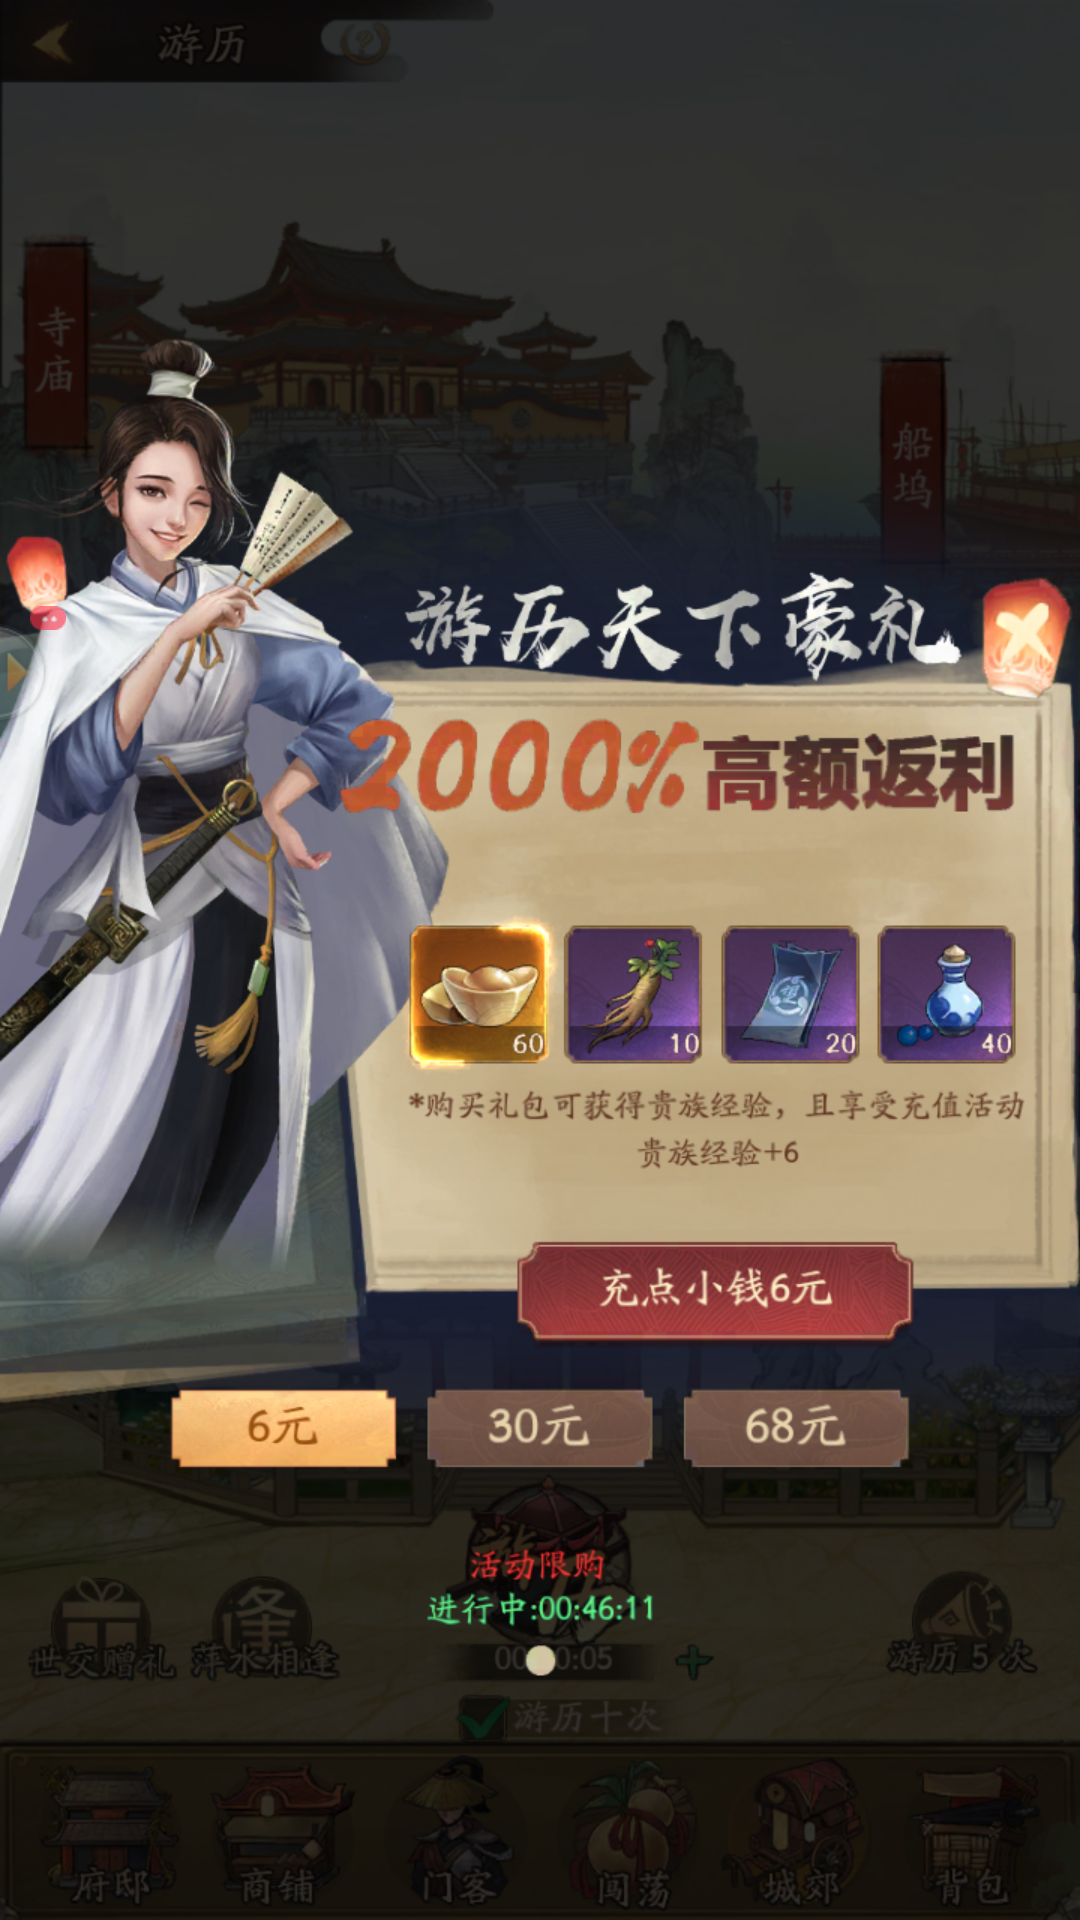 游历
寺庙
船坞
游历天下豪礼
2000%高额返利
60
10
20
40
*购买礼包可获得贵族经验，且享受充值活动
贵族经验+6
充点小钱6元
6元
30元
68元
活动限购
进行中:00:46:11
世交赠礼
萍水相逢
游历 5 次
游历十次
府邸
商铺
门客
闯荡
城郊
背包